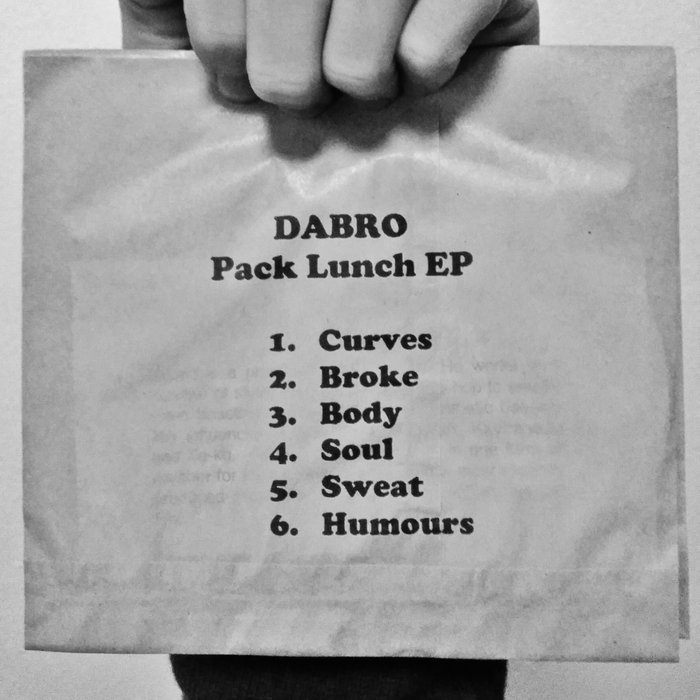 DABRO
Pack Lunch EP
1. Curves
2. Broke
3. Body
4. Soul
5. Sweat
6. Humours